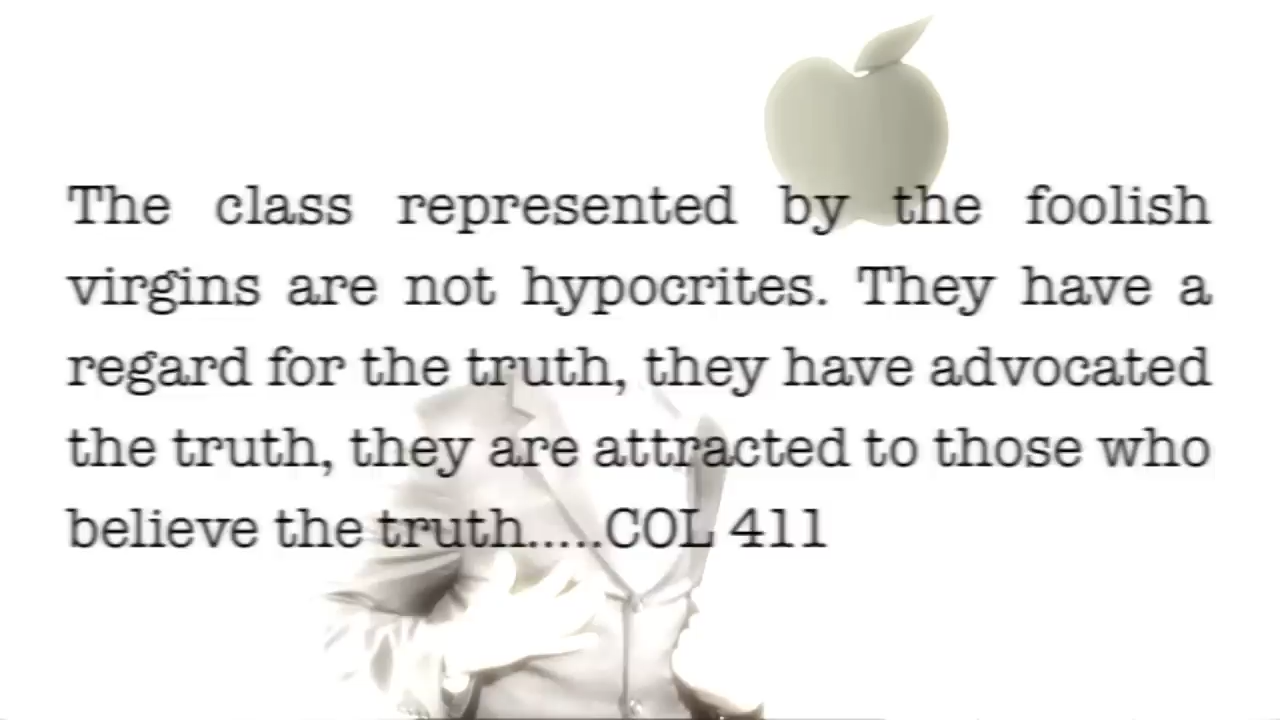 The class represented by the foolish
virgins are not hypocrites. They have a
regard for the truth, they have advocated
the truth, they are attracted to those who
believe the truth.....COL 411